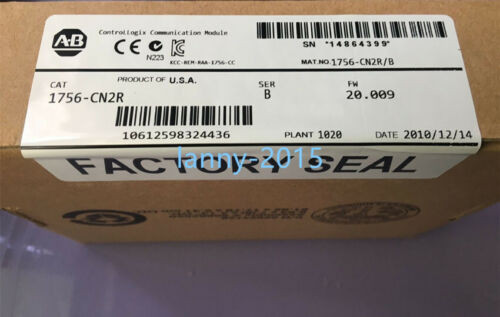 A-B
ControlLogix Communication Module
CE
N223
KCC-REM-RAA-1756-CC
SN *14864399*
MAT.NO.1756-CN2R/B
CAT
PRODUCT OF U.S.A.
SER
FW
1756-CN2R
B
20.009
10612598324436
PLANT 1020
DATE 2010/12/14
lanny-2015
FACTORY SEAL